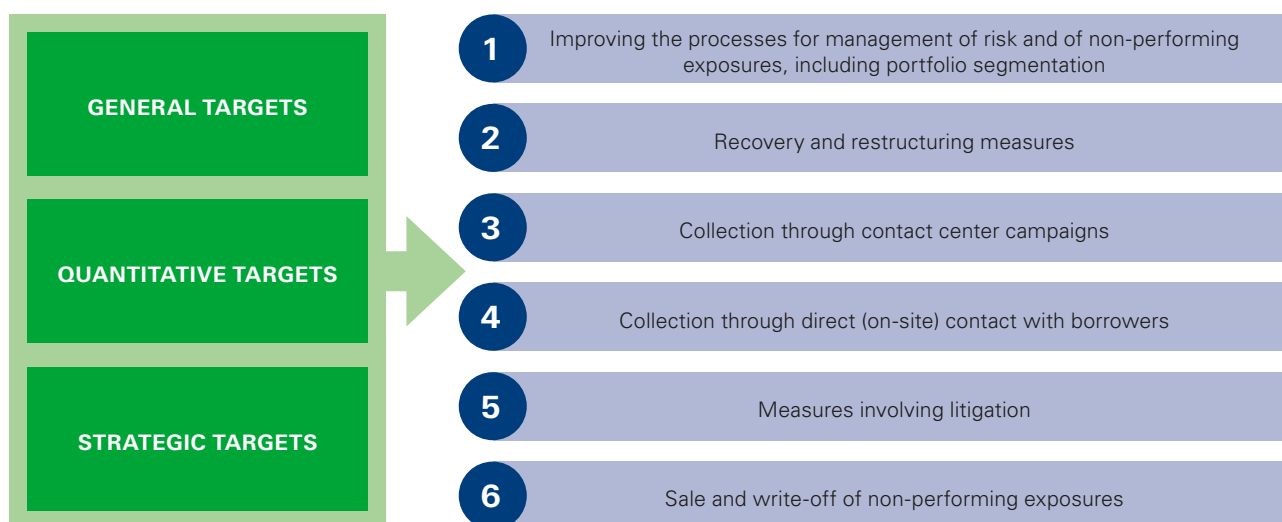 GENERAL TARGETS
QUANTITATIVE TARGETS
STRATEGIC TARGETS
1
Improving the processes for management of risk and of non-performing
exposures, including portfolio segmentation
2
Recovery and restructuring measures
3
Collection through contact center campaigns
4
Collection through direct (on-site) contact with borrowers
5
Measures involving litigation
6
Sale and write-off of non-performing exposures